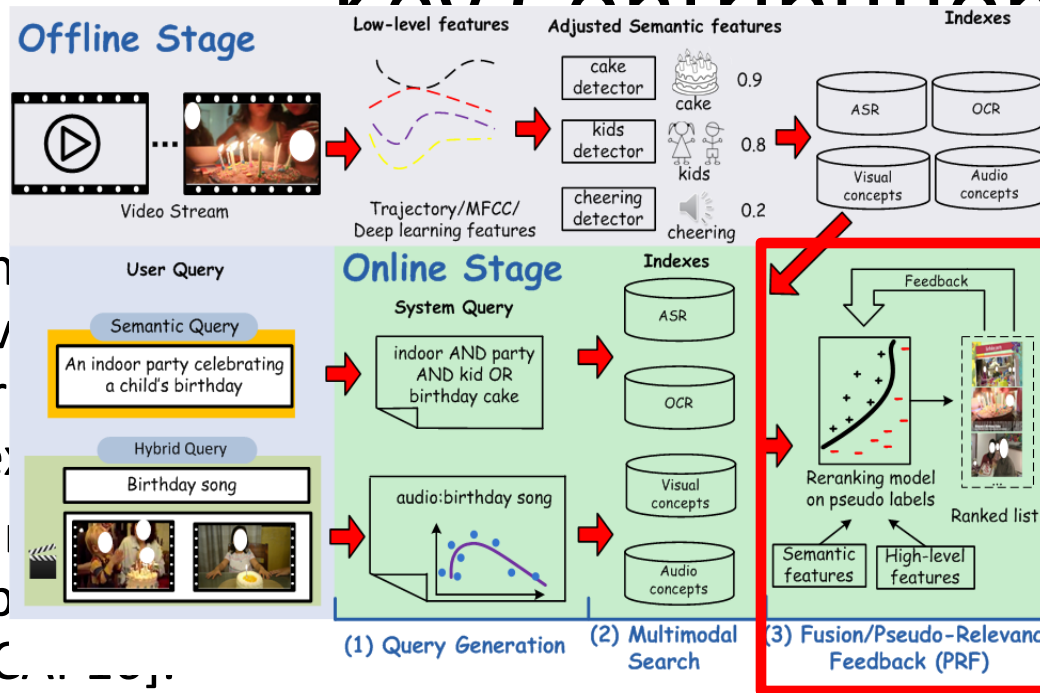 Offline Stage
Low-level features
Adjusted Semantic features
Indexes
cake
detector
cake
0.9
kids
detector
kids
0.8
cheering
detector
cheering
0.2
ASR
OCR
Visual
concepts
Audio
concepts
Video Stream
Trajectory/MFCC/
Deep learning features
User Query
Online Stage
System Query
Indexes
Semantic Query
An indoor party celebrating
a child's birthday
indoor AND party
AND kid OR
birthday cake
Hybrid Query
Birthday song
audio:birthday song
ASR
OCR
Visual
concepts
Audio
concepts
Feedback
Reranking model
on pseudo labels
Ranked list
Semantic
features
High-level
features
(1) Query Generation
(2) Multimodal
Search
(3) Fusion/Pseudo-Relevanc
Feedback (PRF)